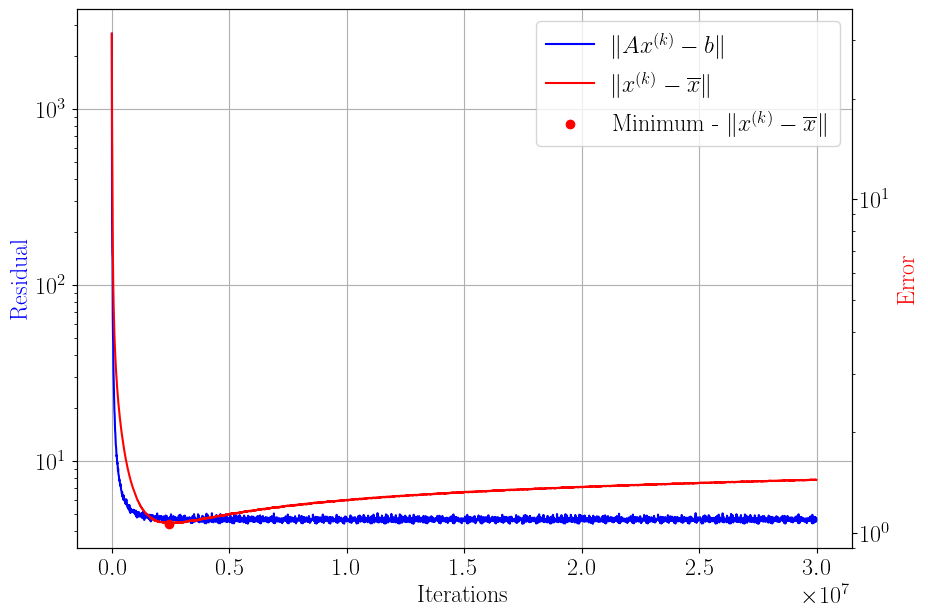 ‖Ax^{(k)} − b‖
‖x^{(k)} − x̅‖
Minimum - ‖x^{(k)} − x̅‖
10^3
10^2
10^1
Residual
10^1
10^0
Error
0.0 0.5 1.0 1.5 2.0 2.5 3.0
Iterations
×10^7